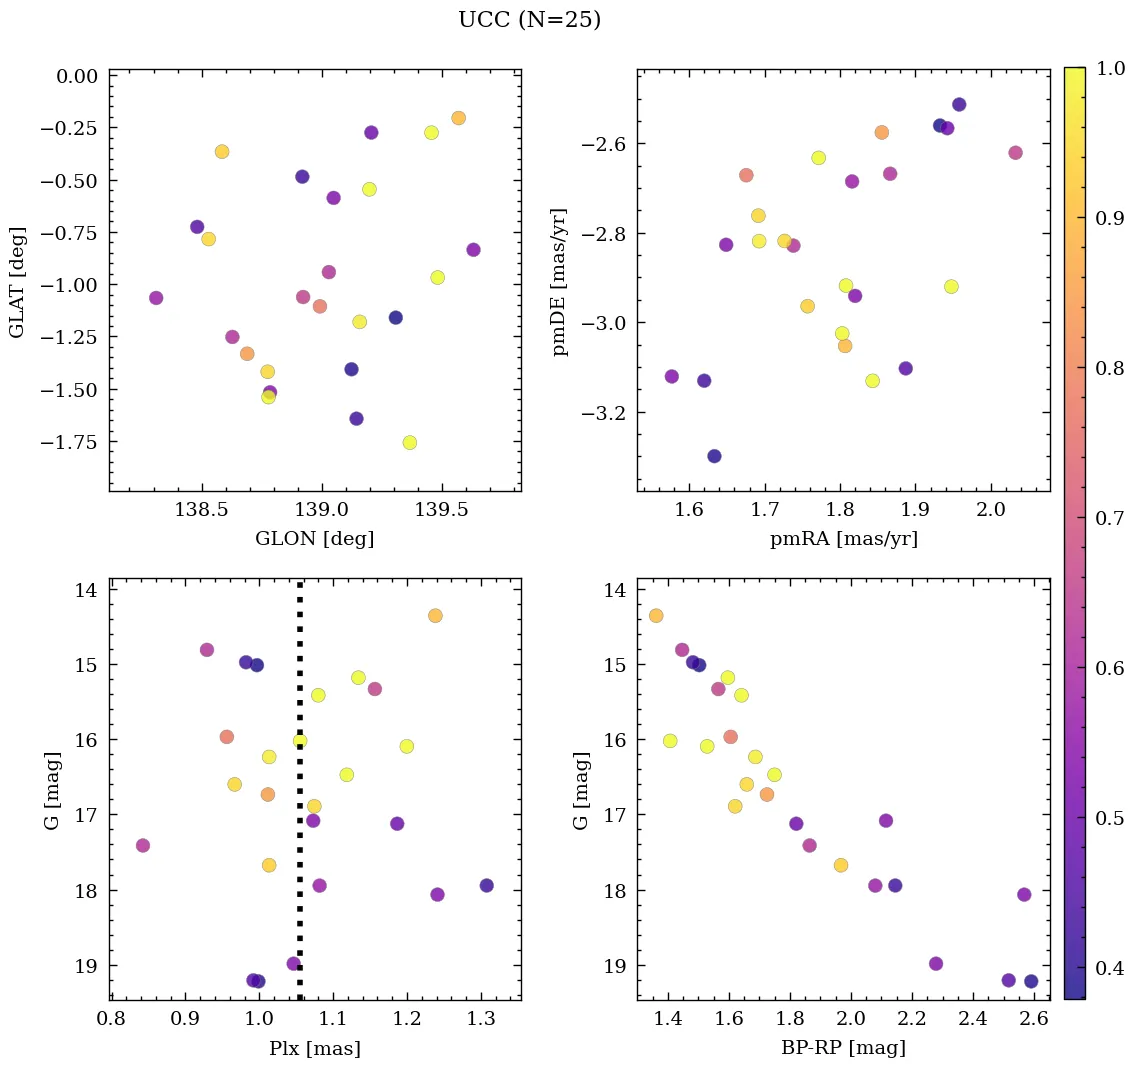 UCC (N=25)
0.00
−0.25
−0.50
−0.75
−1.00
−1.25
−1.50
−1.75
GLAT [deg]
138.5 139.0 139.5
GLON [deg]
−2.6
−2.8
−3.0
−3.2
pmDE [mas/yr]
1.6 1.7 1.8 1.9 2.0
pmRA [mas/yr]
1.0
0.9
0.8
0.7
0.6
0.5
0.4
14
15
16
17
18
19
G [mag]
0.8 0.9 1.0 1.1 1.2 1.3
Plx [mas]
14
15
16
17
18
19
G [mag]
1.4 1.6 1.8 2.0 2.2 2.4 2.6
BP-RP [mag]